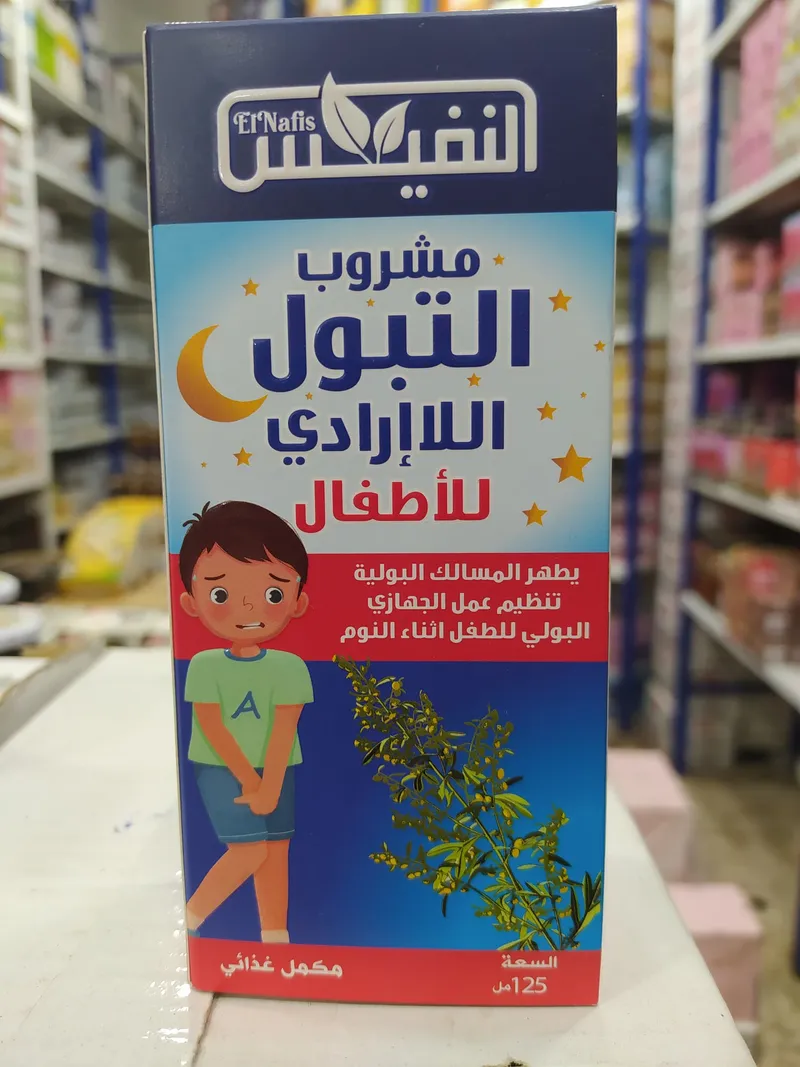 النفيس
El'Nafis
مشروب
التبول
اللاإرادي
للأطفال
يطهر المسالك البولية
تنظيم عمل الجهازي
البولي للطفل اثناء النوم
A
مكمل غذائي
السعة
125مل